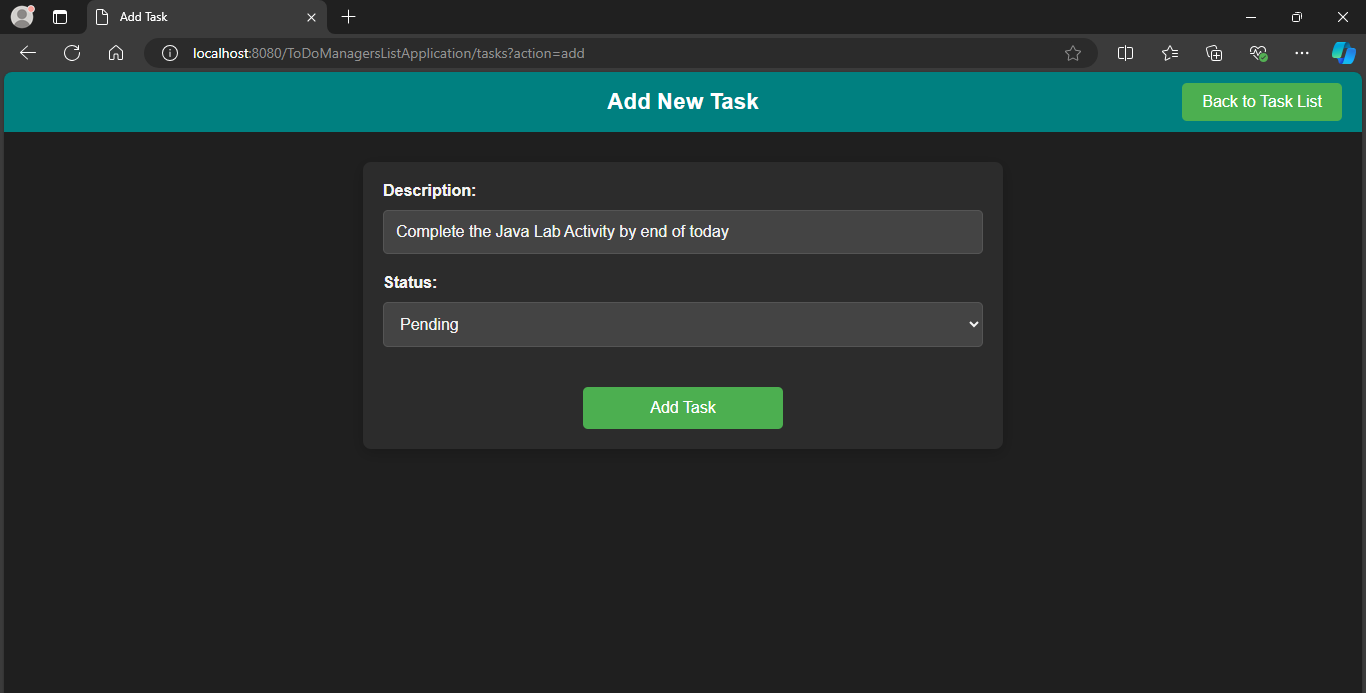 Add Task
localhost:8080/ToDoManagersListApplication/tasks?action=add
Add New Task
Back to Task List
Description:
Complete the Java Lab Activity by end of today
Status:
Pending
Add Task